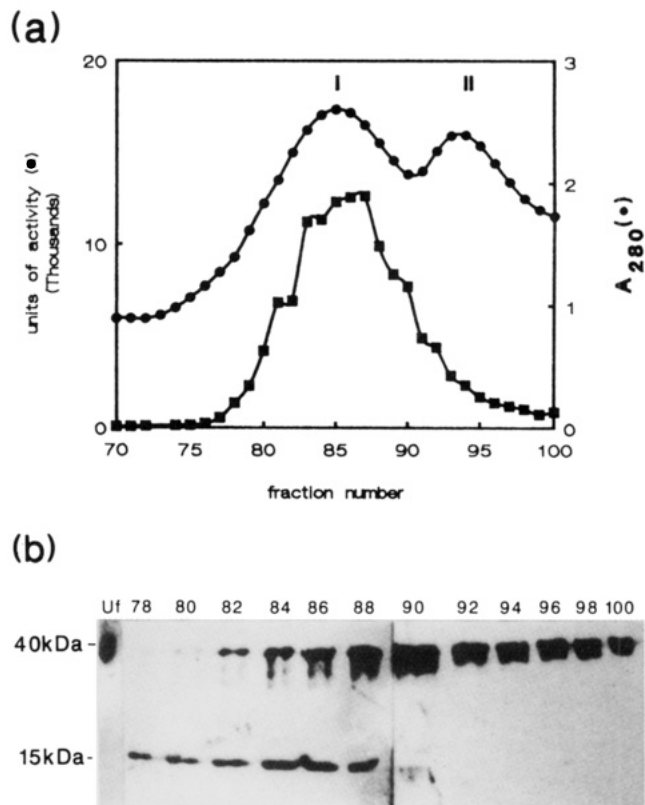 (a)
I II
20 3
2
10
1
0 0
70 75 80 85 90 95 100
units of activity (●)
(Thousands)
A280(•)
fraction number
(b)
Uf 78 80 82 84 86 88 90 92 94 96 98 100
40kDa-
15kDa-